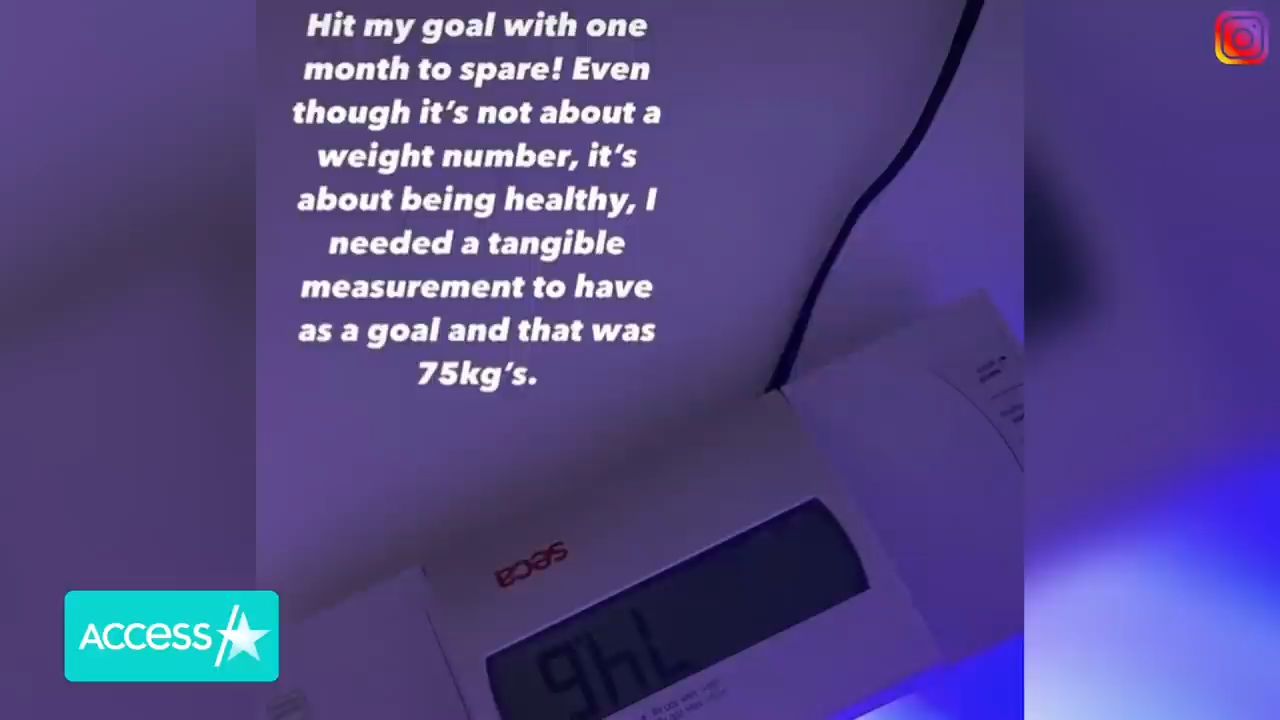 Hit my goal with one
month to spare! Even
though it's not about a
weight number, it's
about being healthy, I
needed a tangible
measurement to have
as a goal and that was
75kg's.
seca
ACCESS